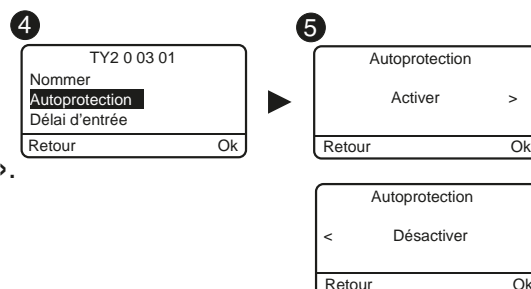 4
TY2 0 03 01
Nommer
Autoprotection
Délai d'entrée
Retour Ok
».
5
Autoprotection
Activer >
Retour Ok
Autoprotection
< Désactiver
Retour Ok